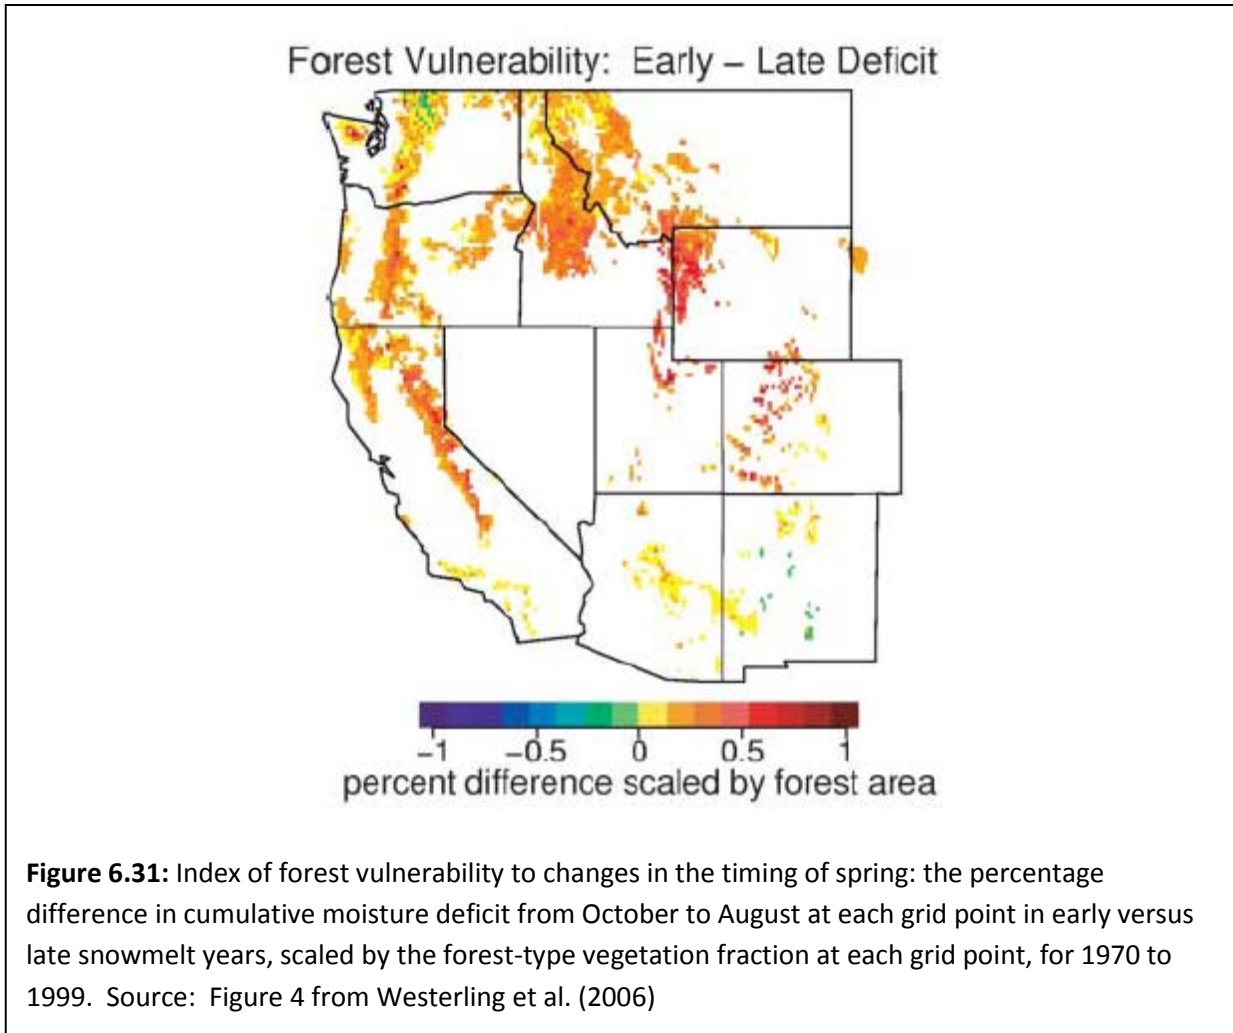 Forest Vulnerability: Early – Late Deficit
−1 −0.5 0 0.5 1
percent difference scaled by forest area
Figure 6.31: Index of forest vulnerability to changes in the timing of spring: the percentage
difference in cumulative moisture deficit from October to August at each grid point in early versus
late snowmelt years, scaled by the forest-type vegetation fraction at each grid point, for 1970 to
1999. Source: Figure 4 from Westerling et al. (2006)